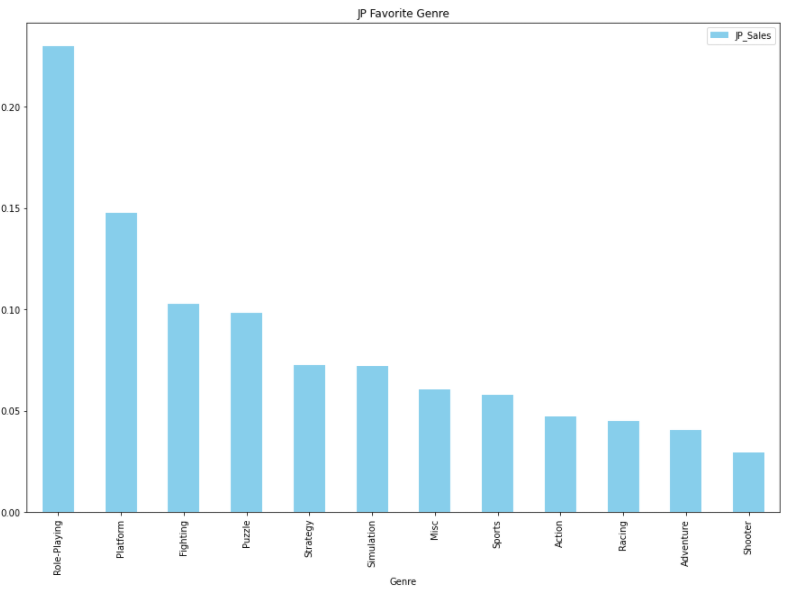 JP Favorite Genre
JP_Sales
0.20
0.15
0.10
0.05
0.00
Role-Playing
Platform
Fighting
Puzzle
Strategy
Simulation
Misc
Sports
Action
Racing
Adventure
Shooter
Genre